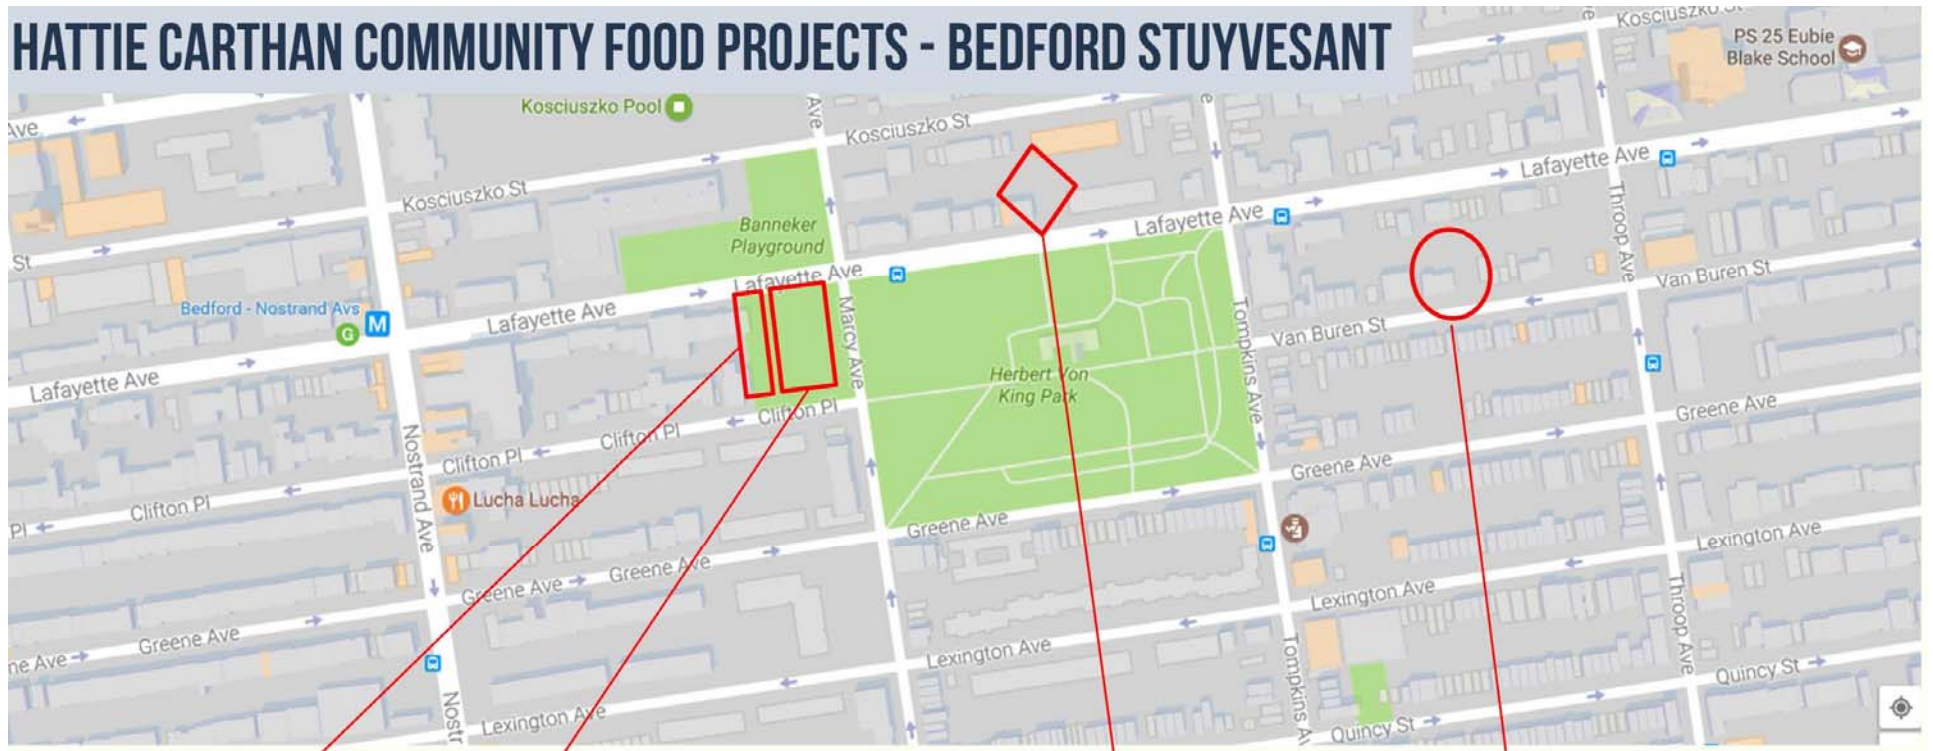 HATTIE CARTHAN COMMUNITY FOOD PROJECTS - BEDFORD STUYVESANT
Kosciuszko St
PS 25 Eubie
Blake School
Kosciuszko Pool
Ave
Ave
Kosciuszko St
Kosciuszko St
Lafayette Ave
Throop Ave
Banneker
Playground
Lafayette Ave
St
Lafayette Ave
Van Buren St
Bedford - Nostrand Avs
M
G
Lafayette Ave
Marcy Ave
Tompkins Ave
Van Buren St
Lafayette Ave
Herbert Von
King Park
Clifton Pl
Greene Ave
Clifton Pl
Clifton Pl
Nostrand Ave
Greene Ave
Lucha Lucha
Clifton Pl
Pl
Greene Ave
Lexington Ave
Greene Ave
Greene Ave
Lexington Ave
Throop Ave
Greene Ave
Lexington Ave
Tompkins Av
ne Ave
Quincy St
Nostr
Lexington Ave
Quincy St